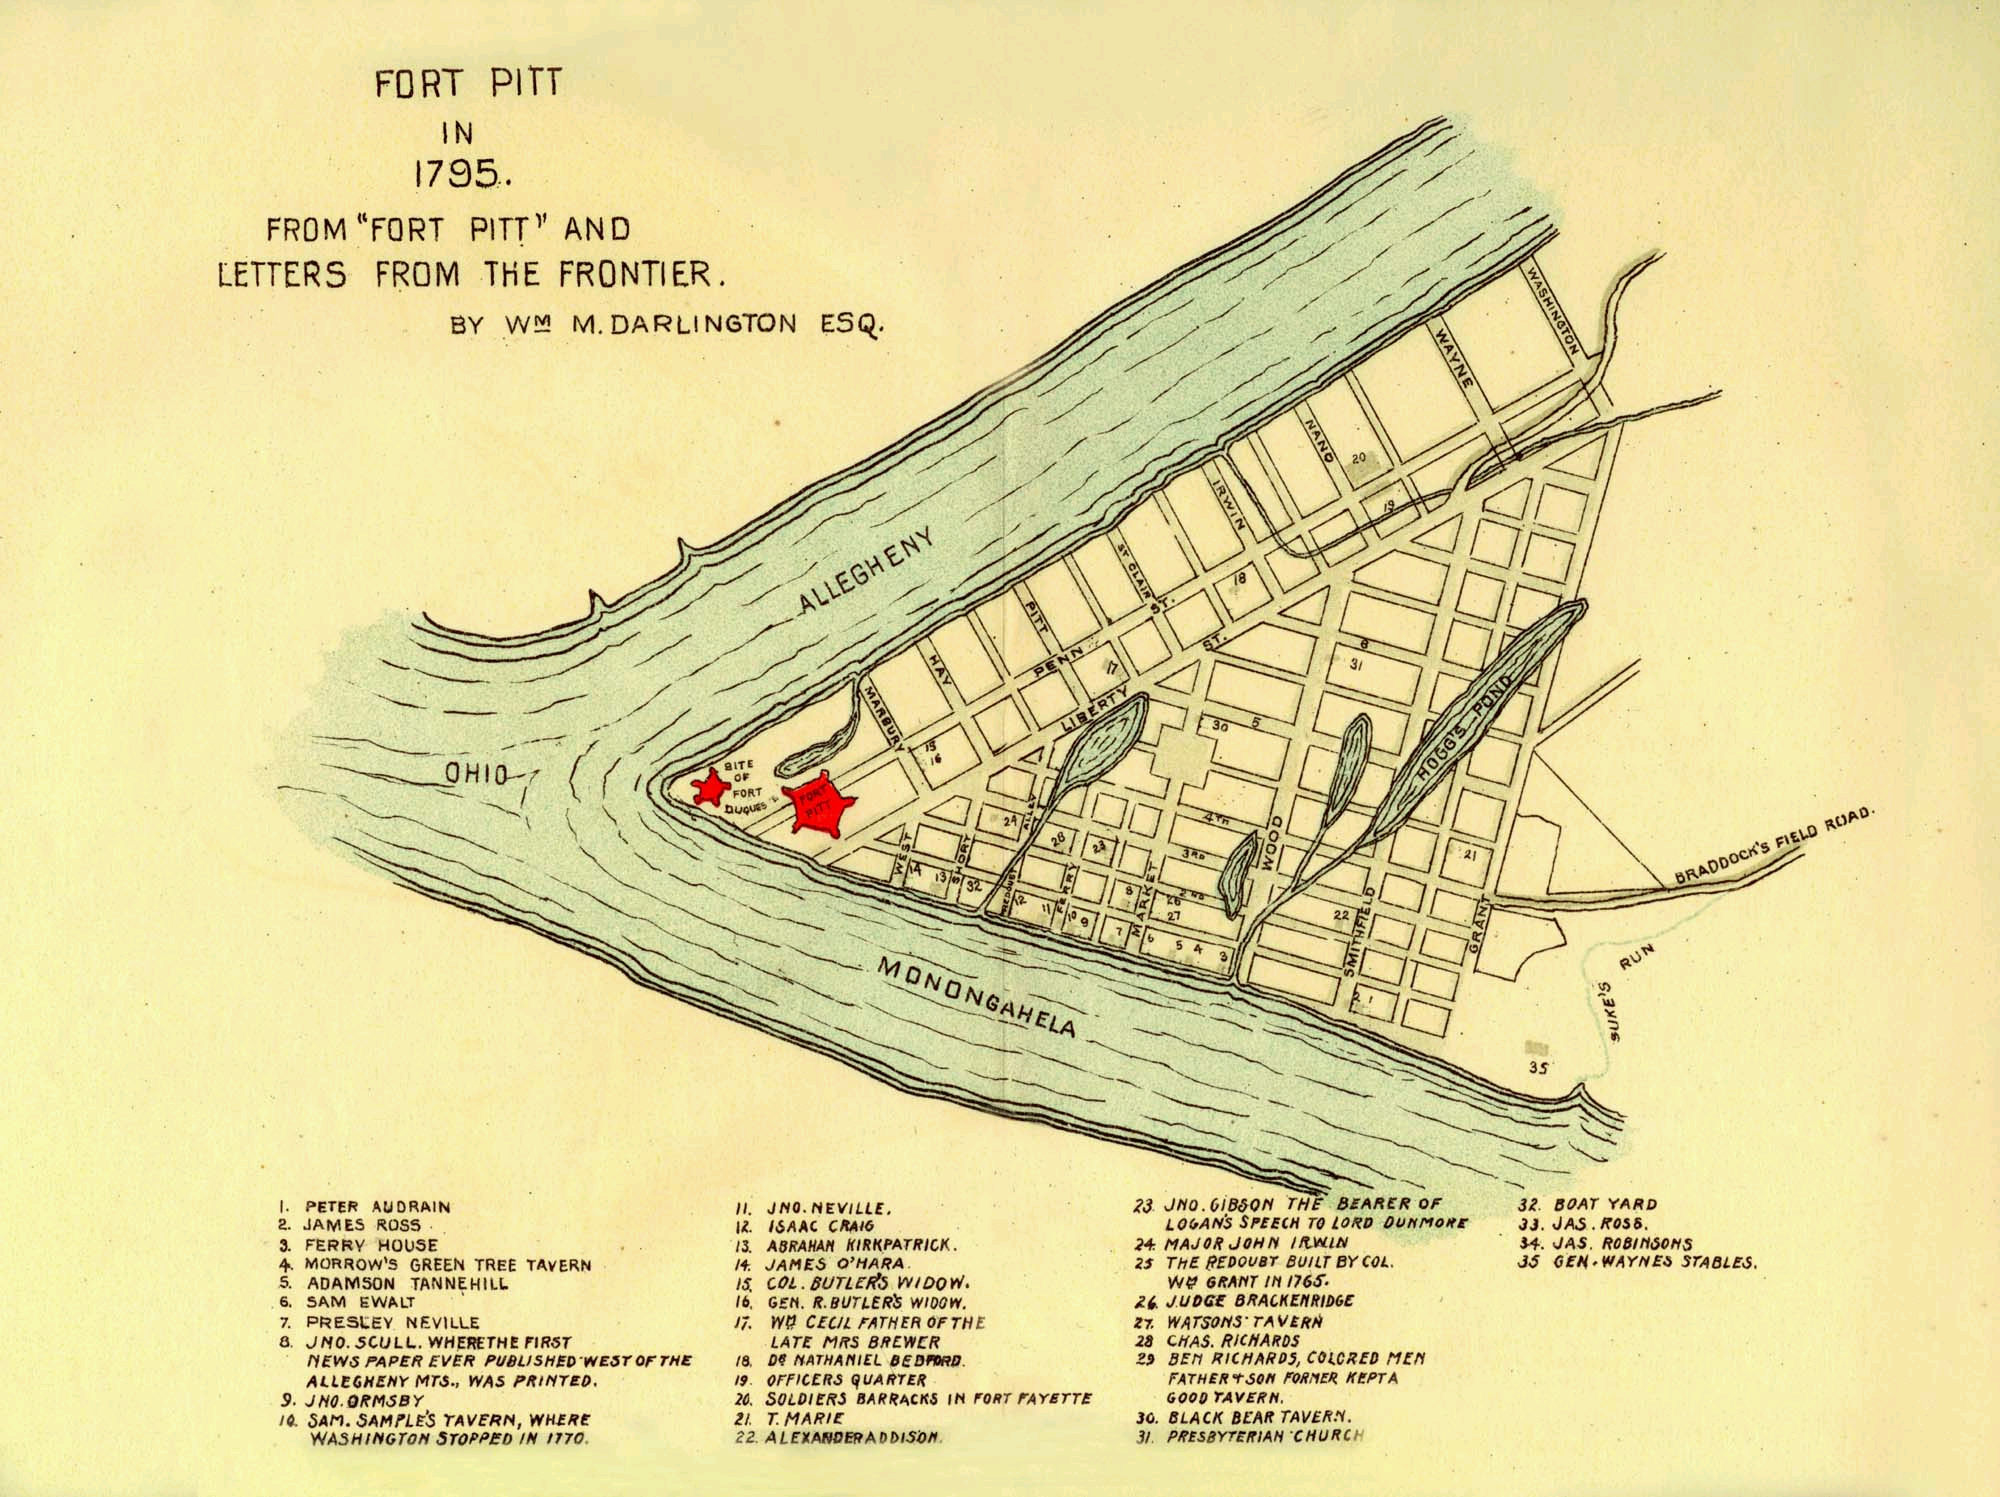 FORT PITT
IN
1795.
FROM "FORT PITT" AND
LETTERS FROM THE FRONTIER.
BY WM M. DARLINGTON ESQ.
WASHINGTON
WAYNE
HAND
20
19
IRWIN
ST CLAIR ST.
18
PITT
PENN
ST.
17
HAY
LIBERTY
ST.
MARBURY
15
16
ALLEGHENY
OHIO
SITE
OF
FORT
DUQUESNE
FORT
PITT
6
31
HOGG'S POND
30
5
4TH
WOOD
3RD
2ND
29
ALLEY
28
23
WEST
SHORT
14
13
32
REDOUBT
12
FERRY
11
10
9
8
MARKET
26
27
7
6
5
4
3
21
22
SMITHFIELD
GRANT
2
1
BRADDOCK'S FIELD ROAD.
SUKE'S RUN
35
MONONGAHELA
1. PETER AUDRAIN
2. JAMES ROSS.
3. FERRY HOUSE
4. MORROW'S GREEN TREE TAVERN
5. ADAMSON TANNEHILL
6. SAM EWALT
7. PRESLEY NEVILLE
8. JNO. SCULL. WHERE THE FIRST
NEWS PAPER EVER PUBLISHED WEST OF THE
ALLEGHENY MTS., WAS PRINTED.
9. JNO. ORMSBY
10. SAM. SAMPLE'S TAVERN, WHERE
WASHINGTON STOPPED IN 1770.
11. JNO. NEVILLE.
12. ISAAC CRAIG
13. ABRAHAN KIRKPATRICK.
14. JAMES O'HARA.
15. COL. BUTLER'S WIDOW.
16. GEN. R. BUTLER'S WIDOW.
17. WM CECIL FATHER OF THE
LATE MRS BREWER
18. DR NATHANIEL BEDFORD.
19. OFFICERS QUARTER
20. SOLDIERS BARRACKS IN FORT FAYETTE
21. T. MARIE
22. ALEXANDER ADDISON.
23. JNO. GIBSON THE BEARER OF
LOGAN'S SPEECH TO LORD DUNMORE
24. MAJOR JOHN IRWIN
25 THE REDOUBT BUILT BY COL.
WM GRANT IN 1765.
26. JUDGE BRACKENRIDGE
27. WATSONS' TAVERN
28 CHAS. RICHARDS
29 BEN RICHARDS, COLORED MEN
FATHER & SON FORMER KEPT A
GOOD TAVERN.
30. BLACK BEAR TAVERN.
31. PRESBYTERIAN CHURCH
32. BOAT YARD
33. JAS. ROSS.
34. JAS. ROBINSONS
35 GEN. WAYNES STABLES.